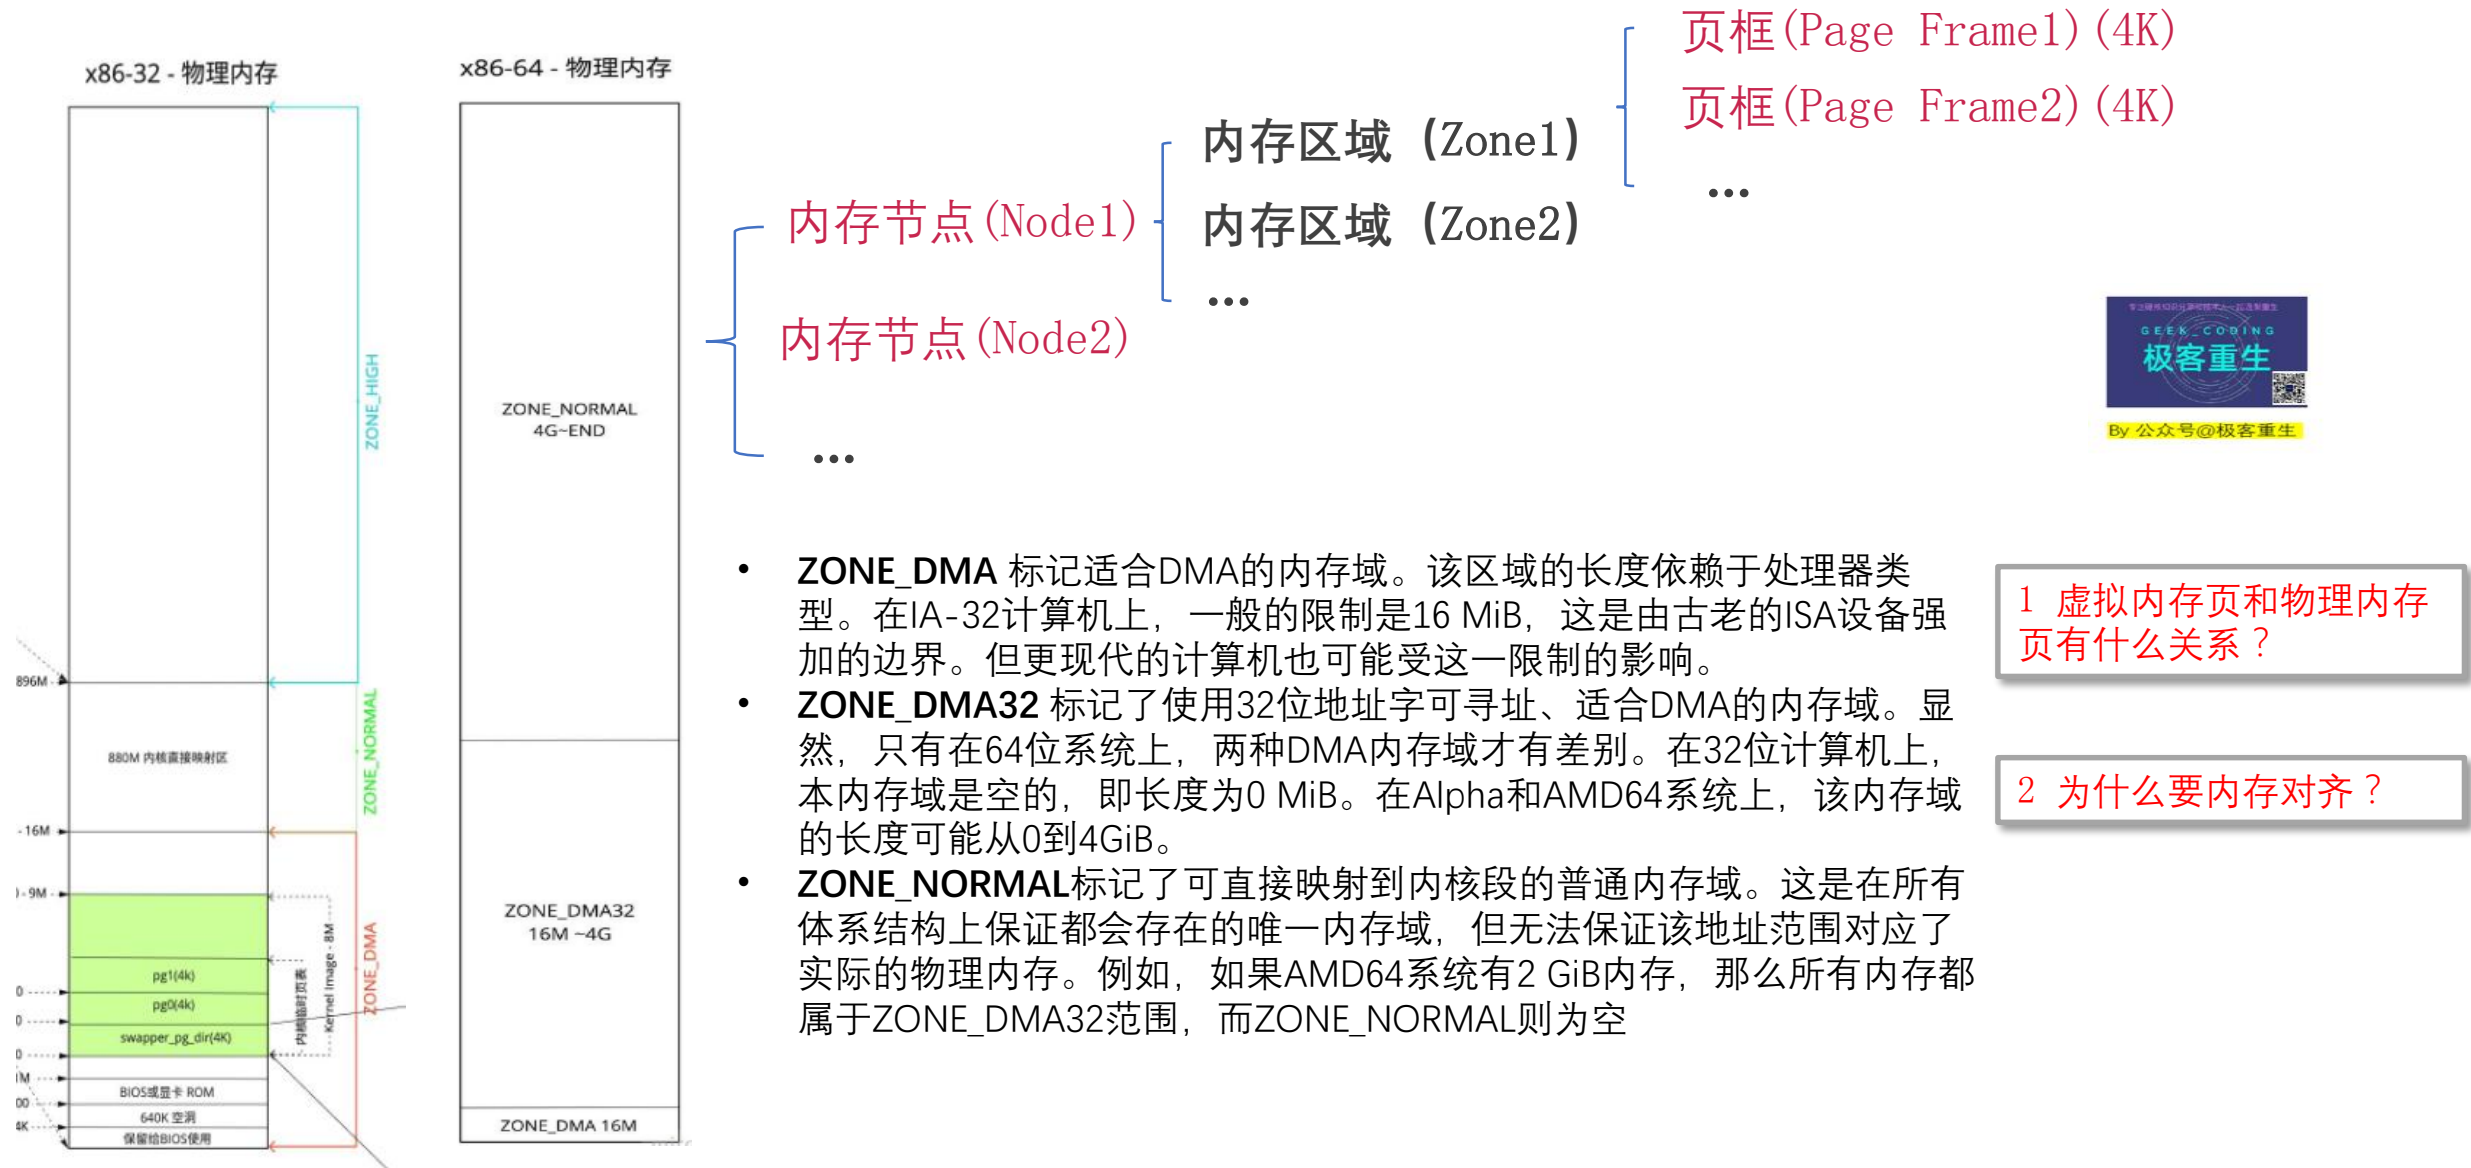 x86-32 - 物理内存
ZONE_HIGH
896M
880M 内核直接映射区
ZONE_NORMAL
16M
9M
pg1(4k)
pg0(4k)
swapper_pg_dir(4K)
内核临时页表
Kernel Image - 8M
ZONE_DMA
BIOS或显卡 ROM
640K 空洞
保留给BIOS使用
x86-64 - 物理内存
ZONE_NORMAL
4G~END
ZONE_DMA32
16M ~4G
ZONE_DMA 16M
内存节点(Node1)
内存节点(Node2)
...
内存区域 (Zone1)
内存区域 (Zone2)
...
页框(Page Frame1)(4K)
页框(Page Frame2)(4K)
...
GEEK_CODING
极客重生
By 公众号@极客重生
• ZONE_DMA 标记适合DMA的内存域。该区域的长度依赖于处理器类
型。在IA-32计算机上，一般的限制是16 MiB，这是由古老的ISA设备强
加的边界。但更现代的计算机也可能受这一限制的影响。
• ZONE_DMA32 标记了使用32位地址字可寻址、适合DMA的内存域。显
然，只有在64位系统上，两种DMA内存域才有差别。在32位计算机上，
本内存域是空的，即长度为0 MiB。在Alpha和AMD64系统上，该内存域
的长度可能从0到4GiB。
• ZONE_NORMAL标记了可直接映射到内核段的普通内存域。这是在所有
体系结构上保证都会存在的唯一内存域，但无法保证该地址范围对应了
实际的物理内存。例如，如果AMD64系统有2 GiB内存，那么所有内存都
属于ZONE_DMA32范围，而ZONE_NORMAL则为空
1 虚拟内存页和物理内存
页有什么关系？
2 为什么要内存对齐？